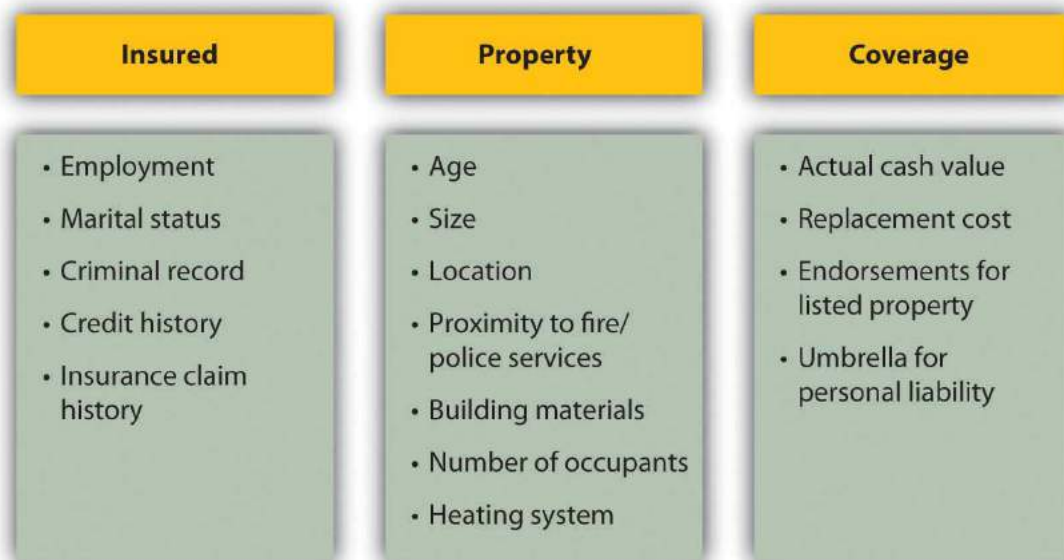 Insured
• Employment
• Marital status
• Criminal record
• Credit history
• Insurance claim
history
Property
• Age
• Size
• Location
• Proximity to fire/
police services
• Building materials
• Number of occupants
• Heating system
Coverage
• Actual cash value
• Replacement cost
• Endorsements for
listed property
• Umbrella for
personal liability